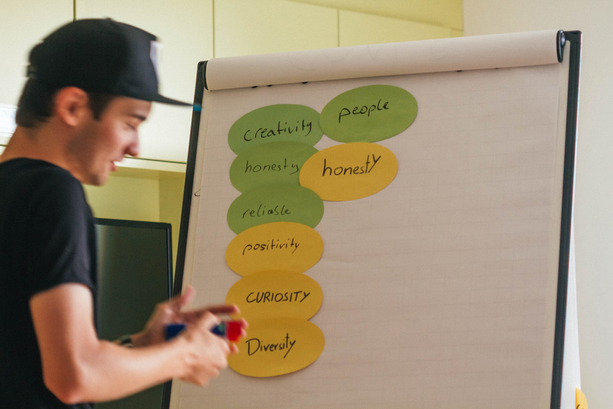 creativity
people
honesty
honesty
reliable
positivity
CURIOSITY
Diversity